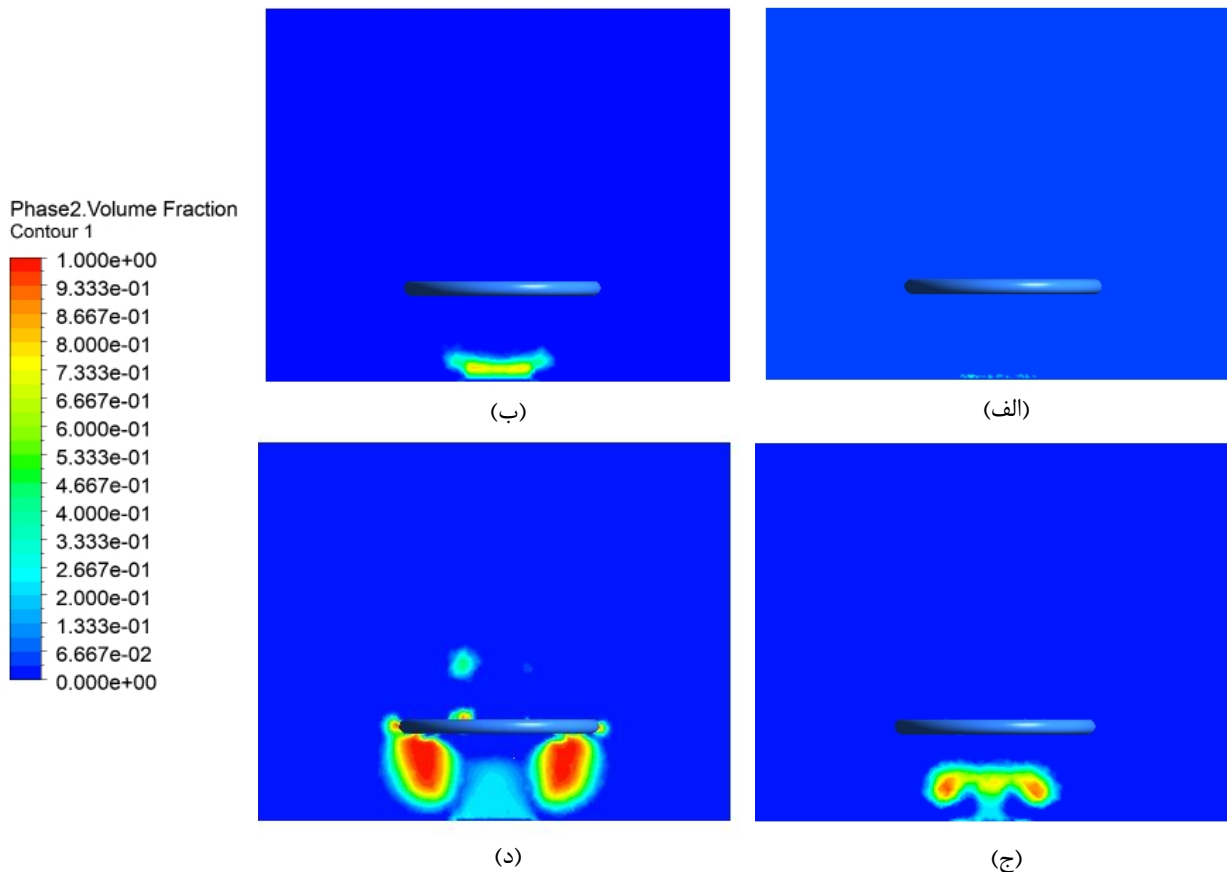 Phase2.Volume Fraction
Contour 1
1.000e+00
9.333e-01
8.667e-01
8.000e-01
7.333e-01
6.667e-01
6.000e-01
5.333e-01
4.667e-01
4.000e-01
3.333e-01
2.667e-01
2.000e-01
1.333e-01
6.667e-02
0.000e+00
(الف)
(ب)
(ج)
(د)